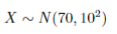 X ∼ N(70, 10²)